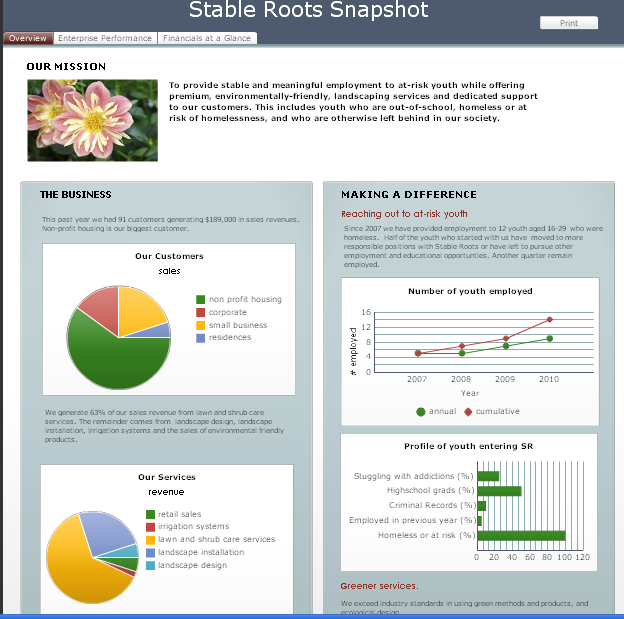 Stable Roots Snapshot
Print
Overview
Enterprise Performance
Financials at a Glance
OUR MISSION
To provide stable and meaningful employment to at-risk youth while offering
premium, environmentally-friendly, landscaping services and dedicated support
to our customers. This includes youth who are out-of-school, homeless or at
risk of homelessness, and who are otherwise left behind in our society.
THE BUSINESS
This past year we had 91 customers generating $189,000 in sales revenues.
Non-profit housing is our biggest customer.
Our Customers
sales
non profit housing
corporate
small business
residences
We generate 63% of our sales revenue from lawn and shrub care
services. The remainder comes from landscape design, landscape
installation, irrigation systems and the sales of environmental friendly
products.
Our Services
revenue
retail sales
irrigation systems
lawn and shrub care services
landscape installation
landscape design
MAKING A DIFFERENCE
Reaching out to at-risk youth
Since 2007 we have provided employment to 12 youth aged 16-29 who were
homeless. Half of the youth who started with us have moved to more
responsible positions with Stable Roots or have left to pursue other
employment and educational opportunties. Another quarter remain
employed.
Number of youth employed
# employed
16
12
8
4
0
2007
2008
2009
2010
Year
annual
cumulative
Profile of youth entering SR
Stuggling with addictions (%)
Highschool grads (%)
Criminal Records (%)
Employed in previous year (%)
Homeless or at risk (%)
0 20 40 60 80 100 120
Greener services.
We exceed industry standards in using green methods and products, and
ecological design